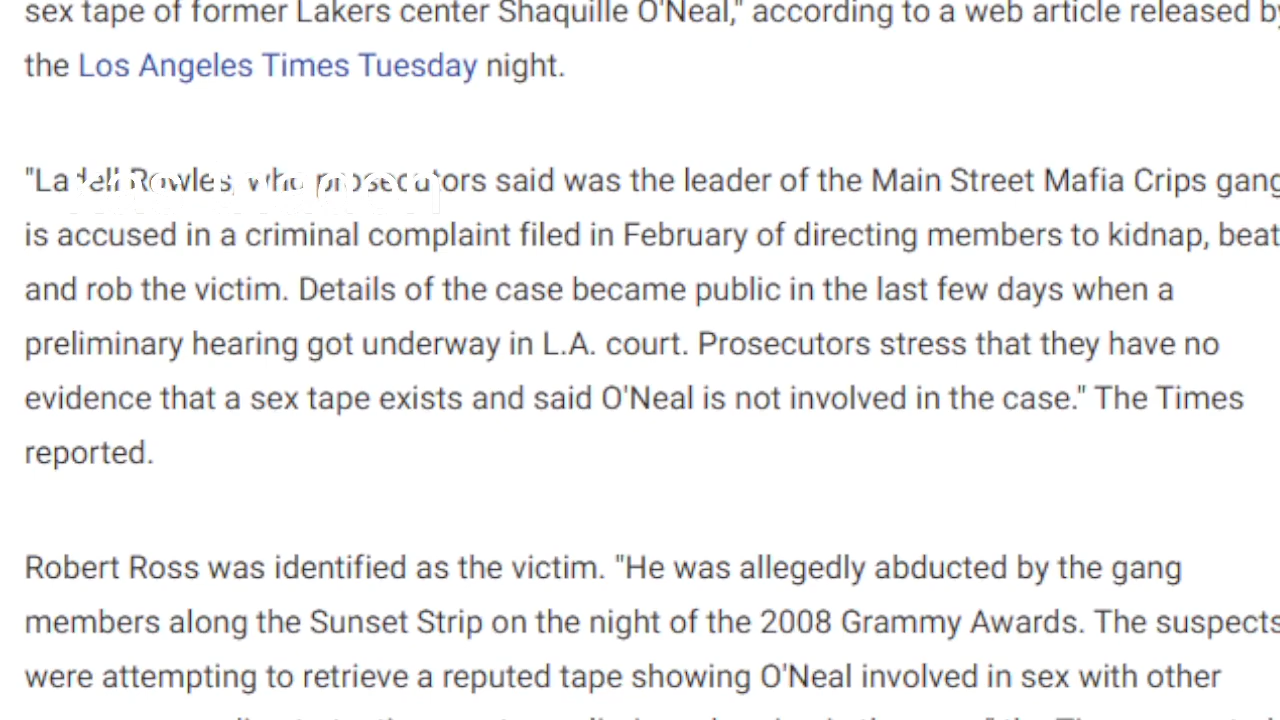 sex tape of former Lakers center Shaquille O'Neal," according to a web article released by
the Los Angeles Times Tuesday night.
"Ladell Rowles, who prosecutors said was the leader of the Main Street Mafia Crips gang
is accused in a criminal complaint filed in February of directing members to kidnap, beat
and rob the victim. Details of the case became public in the last few days when a
preliminary hearing got underway in L.A. court. Prosecutors stress that they have no
evidence that a sex tape exists and said O'Neal is not involved in the case." The Times
reported.
Robert Ross was identified as the victim. "He was allegedly abducted by the gang
members along the Sunset Strip on the night of the 2008 Grammy Awards. The suspects
were attempting to retrieve a reputed tape showing O'Neal involved in sex with other